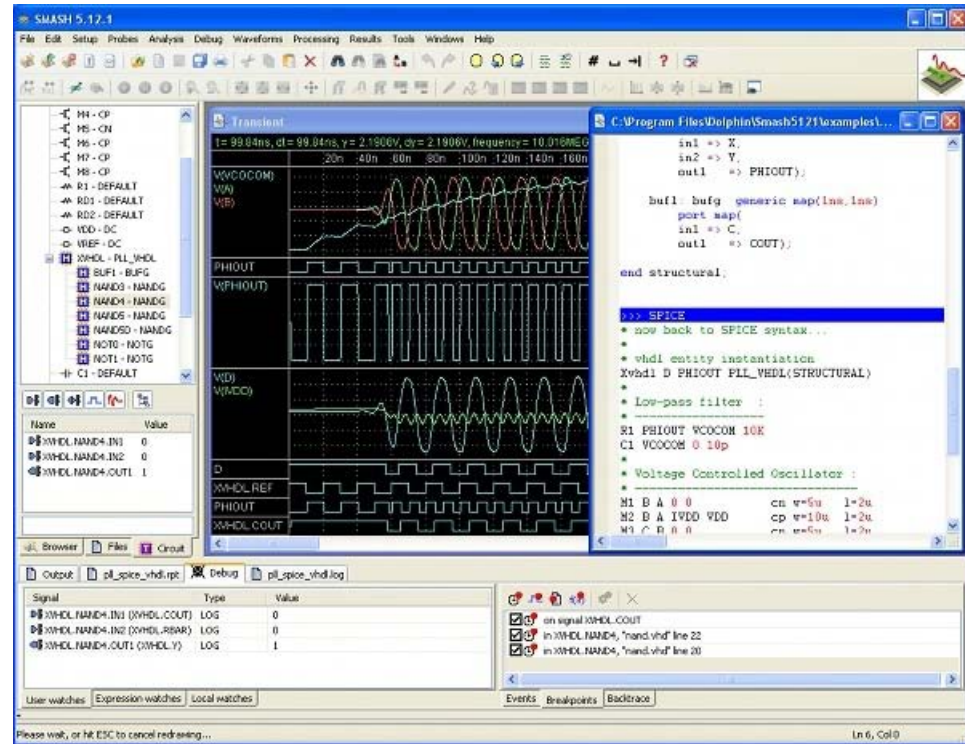 SMASH 5.12.1
File Edit Setup Probes Analysis Debug Waveforms Processing Results Tools Windows Help
M4 - CP
M5 - CN
M6 - CP
M7 - CP
M8 - CP
R1 - DEFAULT
RD1 - DEFAULT
RD2 - DEFAULT
VDD - DC
VREF - DC
XVHDL - PLL_VHDL
BUF1 - BUFG
NAND3 - NANDG
NAND4 - NANDG
NAND5 - NANDG
NAND5D - NANDG
NOT0 - NOTG
NOT1 - NOTG
C1 - DEFAULT
Name Value
XVHDL.NAND4.IN1 0
XVHDL.NAND4.IN2 0
XVHDL.NAND4.OUT1 1
Browser Files Circuit
Transient
t= 99.84ns, dt= 99.84ns, y= 2.1906V, dy= 2.1906V, frequency= 10.016MEG
20n 40n 60n 80n 100n 120n 140n 160n
V(VCOCOM)
V(A)
V(B)
PHIOUT
V(PHIOUT)
V(D)
V(IVDD)
D
XVHDL.REF
PHIOUT
XVHDL.COUT
C:\Program Files\Dolphin\Smash5121\examples\...
in1 => X,
in2 => Y,
out1 => PHIOUT);
buf1: bufg generic map(1ns,1ns)
port map(
in1 => C,
out1 => COUT);
end structural;
>>> SPICE
* now back to SPICE syntax...
*
* vhdl entity instantiation
Xvhdl D PHIOUT PLL_VHDL(STRUCTURAL)
*
* Low-pass filter :
* ----------------
R1 PHIOUT VCOCOM 10K
C1 VCOCOM 0 10p
*
* Voltage Controlled Oscillator :
* ------------------------------
M1 B A 0 0 cn w=5u l=2u
M2 B A IVDD VDD cp w=10u l=2u
M3 C B 0 0 cn w=5u l=2u
Output pll_spice_vhdl.rpt Debug pll_spice_vhdl.log
Signal Type Value
XVHDL.NAND4.IN1 (XVHDL.COUT) LOG 0
XVHDL.NAND4.IN2 (XVHDL.RBAR) LOG 0
XVHDL.NAND4.OUT1 (XVHDL.Y) LOG 1
User watches Expression watches Local watches
on signal XVHDL.COUT
in XVHDL.NAND4, "nand.vhd" line 22
in XVHDL.NAND4, "nand.vhd" line 20
Events Breakpoints Backtrace
Please wait, or hit ESC to cancel redrawing...
Ln 6, Col 0